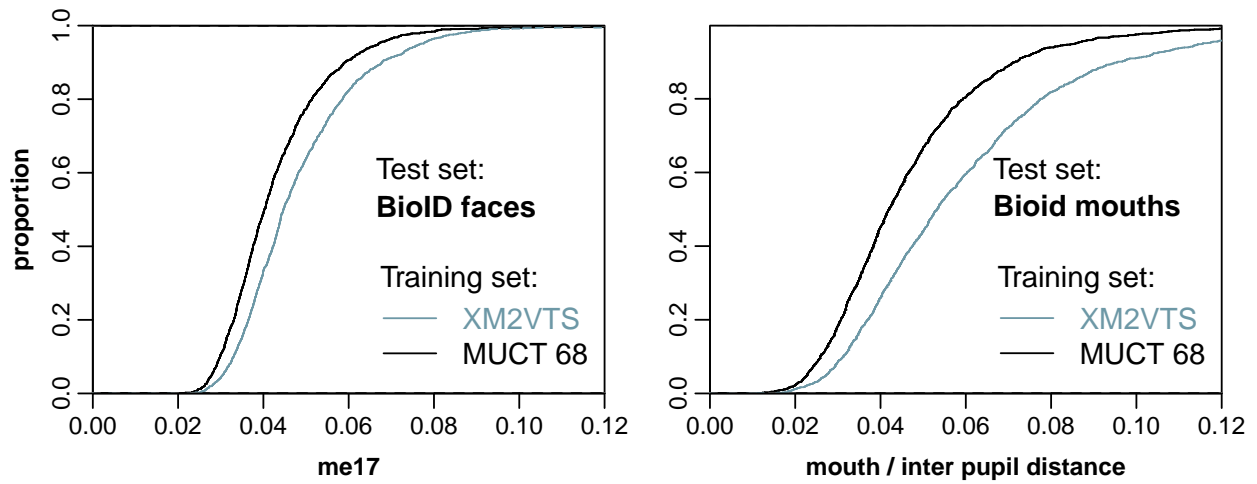 1.0
0.8
0.6
0.4
0.2
0.0
proportion
Test set:
BioID faces
Training set:
XM2VTS
MUCT 68
0.00 0.02 0.04 0.06 0.08 0.10 0.12
me17
0.8
0.6
0.4
0.2
0.0
Test set:
Bioid mouths
Training set:
XM2VTS
MUCT 68
0.00 0.02 0.04 0.06 0.08 0.10 0.12
mouth / inter pupil distance